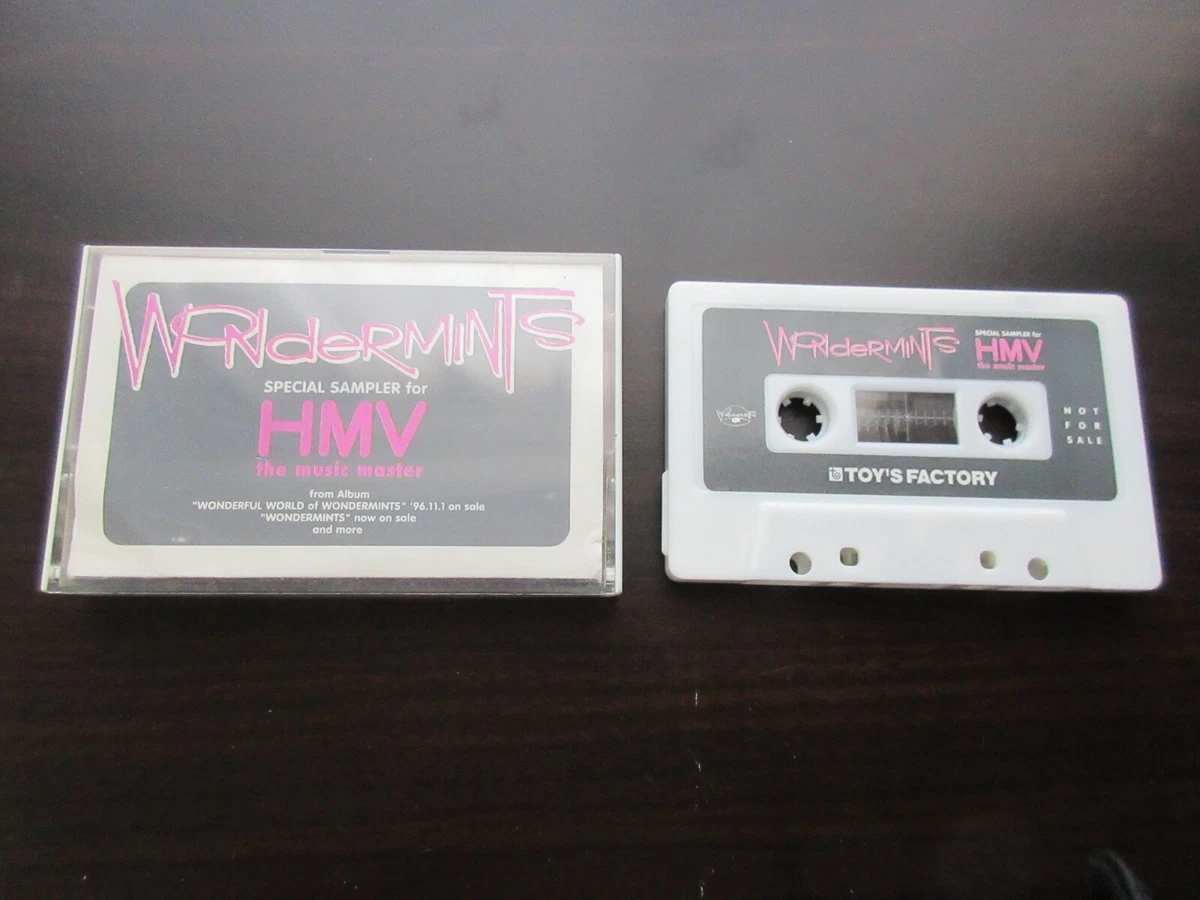 WONdeRMINTS
SPECIAL SAMPLER for
HMV
the music master
from Album
"WONDERFUL WORLD of WONDERMINTS" '96.11.1 on sale
"WONDERMINTS" now on sale
and more
WONdeRMINTS
SPECIAL SAMPLER for
HMV
the music master
Wondermints
NOT
FOR
SALE
TOY'S FACTORY